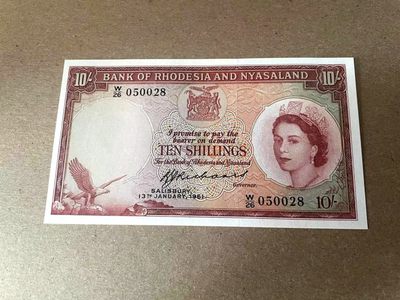 10/- BANK OF RHODESIA AND NYASALAND 10/-
W/26 050028
I promise to pay the
bearer on demand
TEN SHILLINGS
For the Bank of Rhodesia and Nyasaland
Governor.
SALISBURY,
13TH JANUARY, 1961.
W/26 050028
10/-